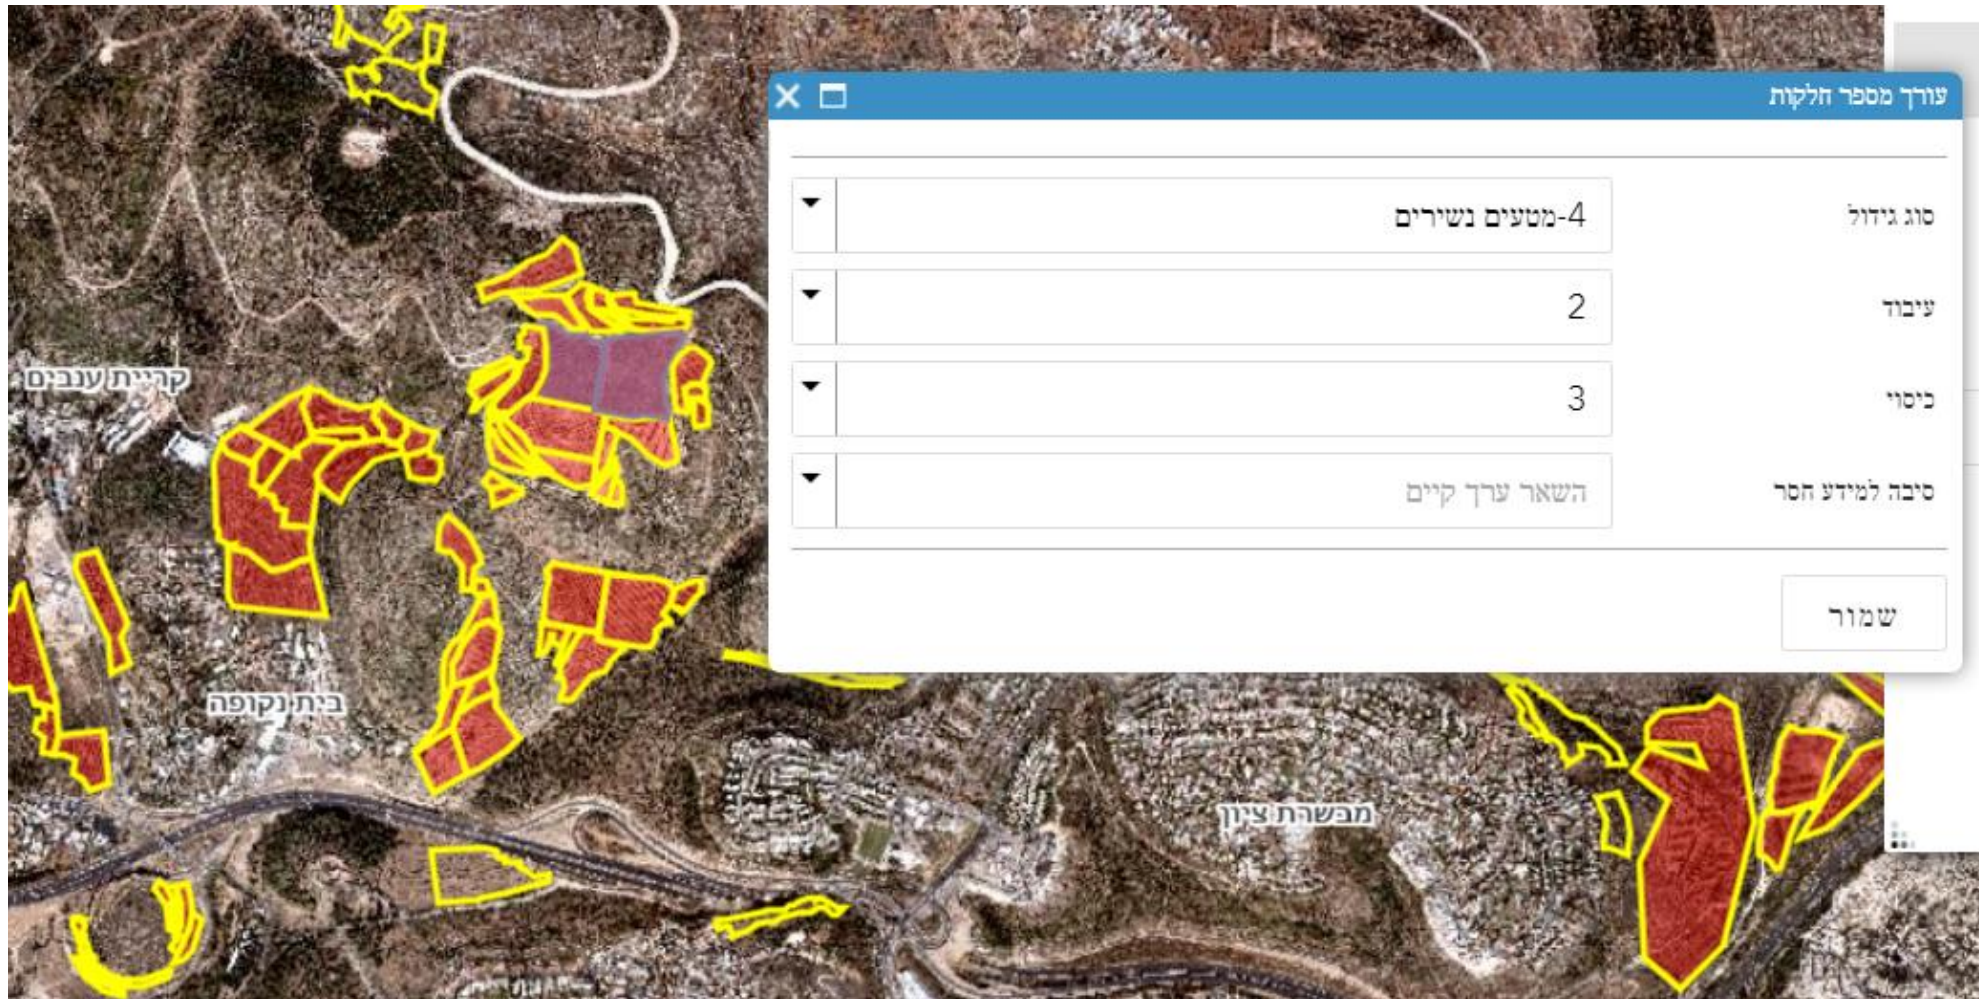 עורך מספר חלקות
סוג גידול
4-מטעים נשירים
עיבוד
2
כיסוי
3
סיבה למידע חסר
השאר ערך קיים
שמור
קריית ענבים
בית נקופה
מבשרת ציון